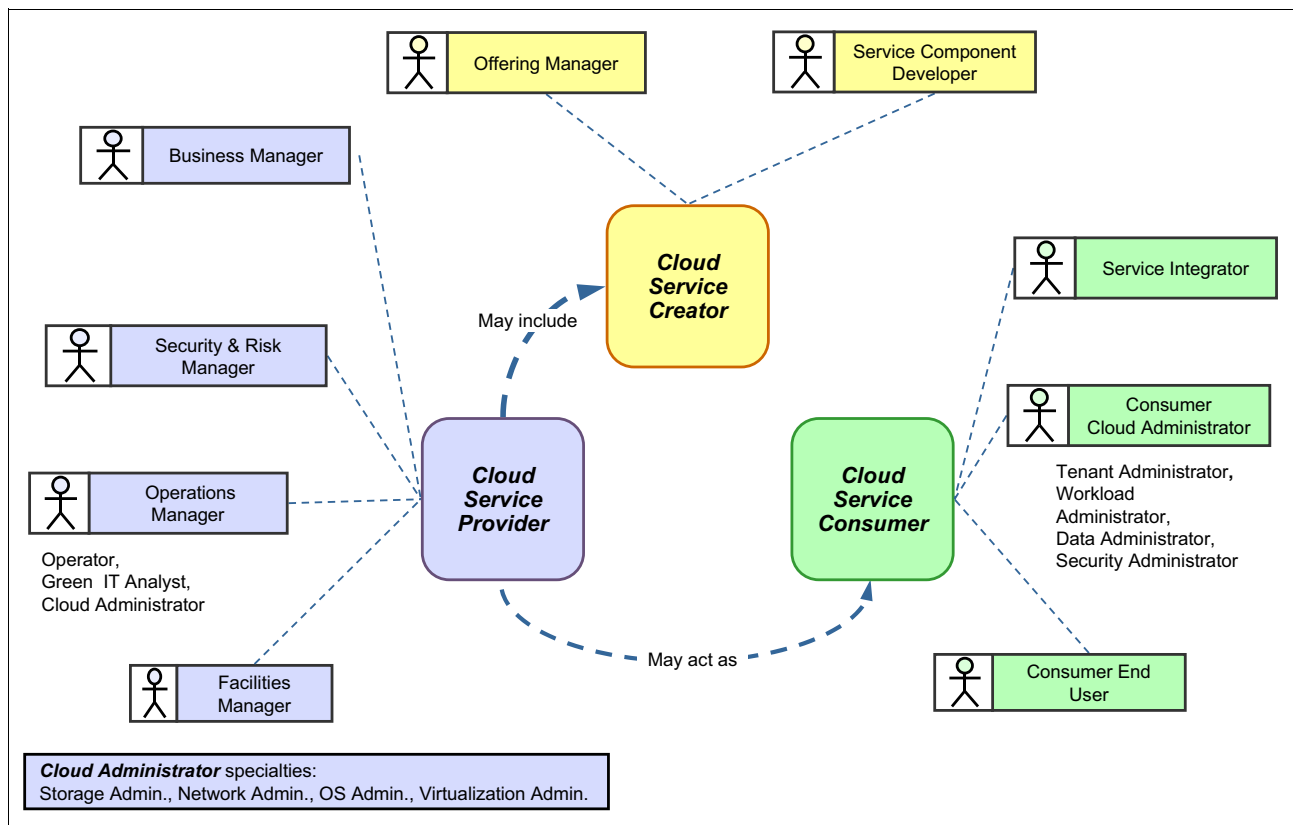 Offering Manager
Service Component
Developer
Business Manager
Cloud
Service
Creator
Service Integrator
May include
Security & Risk
Manager
Consumer
Cloud Administrator
Cloud
Service
Provider
Cloud
Service
Consumer
Tenant Administrator,
Workload
Administrator,
Data Administrator,
Security Administrator
Operations
Manager
Operator,
Green IT Analyst,
Cloud Administrator
May act as
Facilities
Manager
Consumer End
User
Cloud Administrator specialties:
Storage Admin., Network Admin., OS Admin., Virtualization Admin.